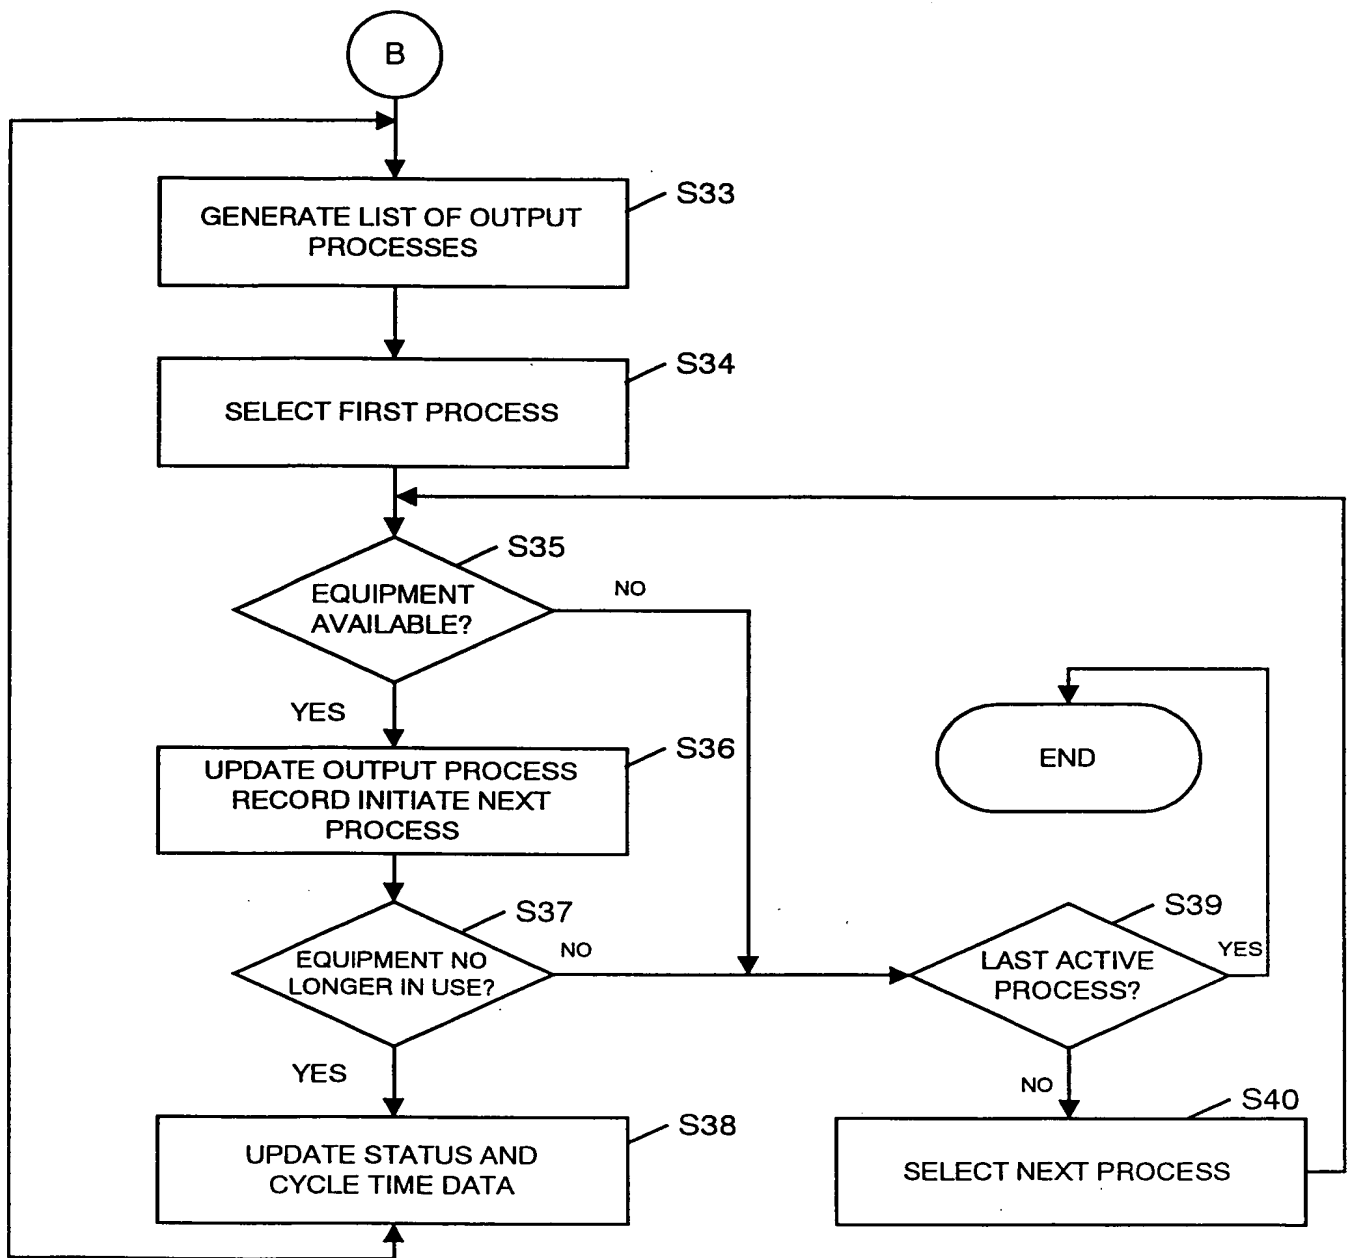 B
S33
GENERATE LIST OF OUTPUT
PROCESSES
S34
SELECT FIRST PROCESS
S35
EQUIPMENT
AVAILABLE?
NO
YES
S36
UPDATE OUTPUT PROCESS
RECORD INITIATE NEXT
PROCESS
END
S37
EQUIPMENT NO
LONGER IN USE?
NO
S39
LAST ACTIVE
PROCESS?
YES
YES
NO
S38
UPDATE STATUS AND
CYCLE TIME DATA
S40
SELECT NEXT PROCESS